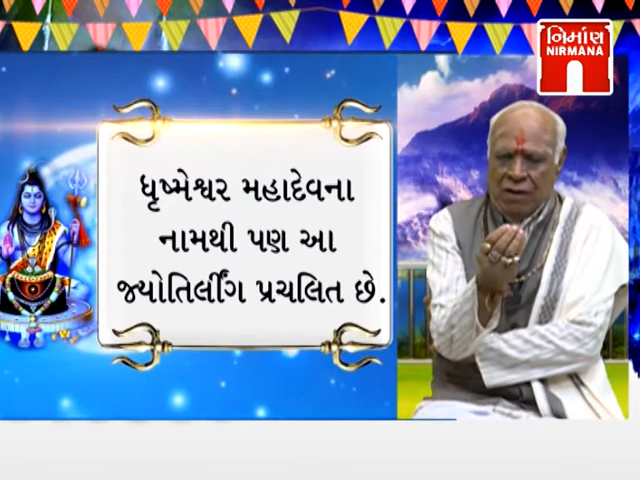 નિર્માણ
NIRMANA
ધૃષ્મેશ્વર મહાદેવના
નામથી પણ આ
જ્યોતિર્લીંગ પ્રચલિત છે.